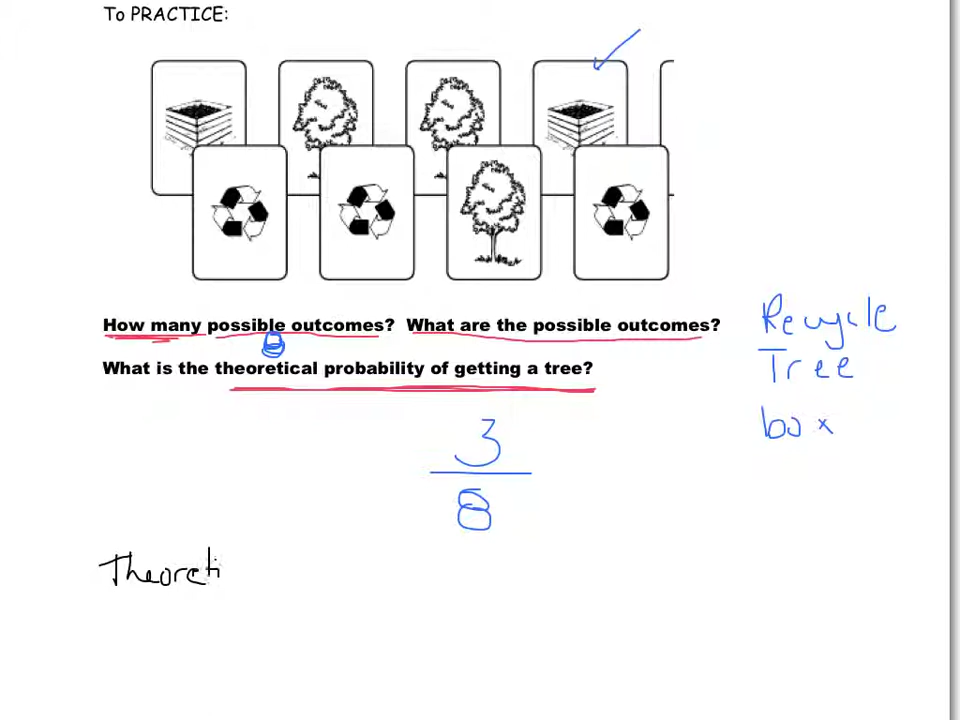 To PRACTICE:
How many possible outcomes? What are the possible outcomes?
8
What is the theoretical probability of getting a tree?
Recycle
Tree
box
3
8
Theoreti